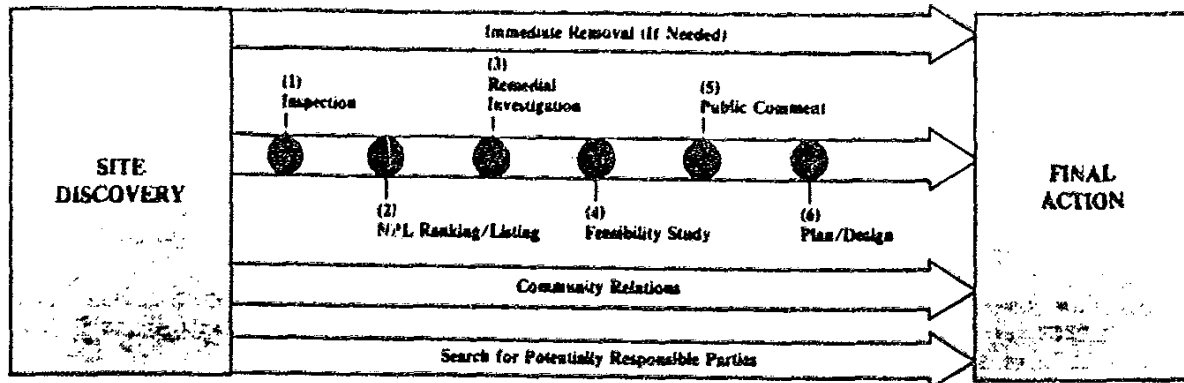 Immediate Removal (If Needed)
(1)
Inspection
(3)
Remedial
Investigation
(5)
Public Comment
SITE
DISCOVERY
FINAL
ACTION
(2)
NPL Ranking/Listing
(4)
Feasibility Study
(6)
Plan/Design
Community Relations
Search for Potentially Responsible Parties